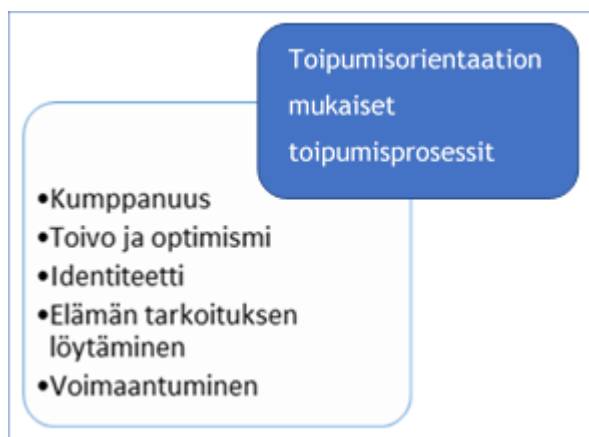 Toipumisorientaation
mukaiset
toipumisprosessit
•Kumppanuus
•Toivo ja optimismi
•Identiteetti
•Elämän tarkoituksen
löytäminen
•Voimaantuminen